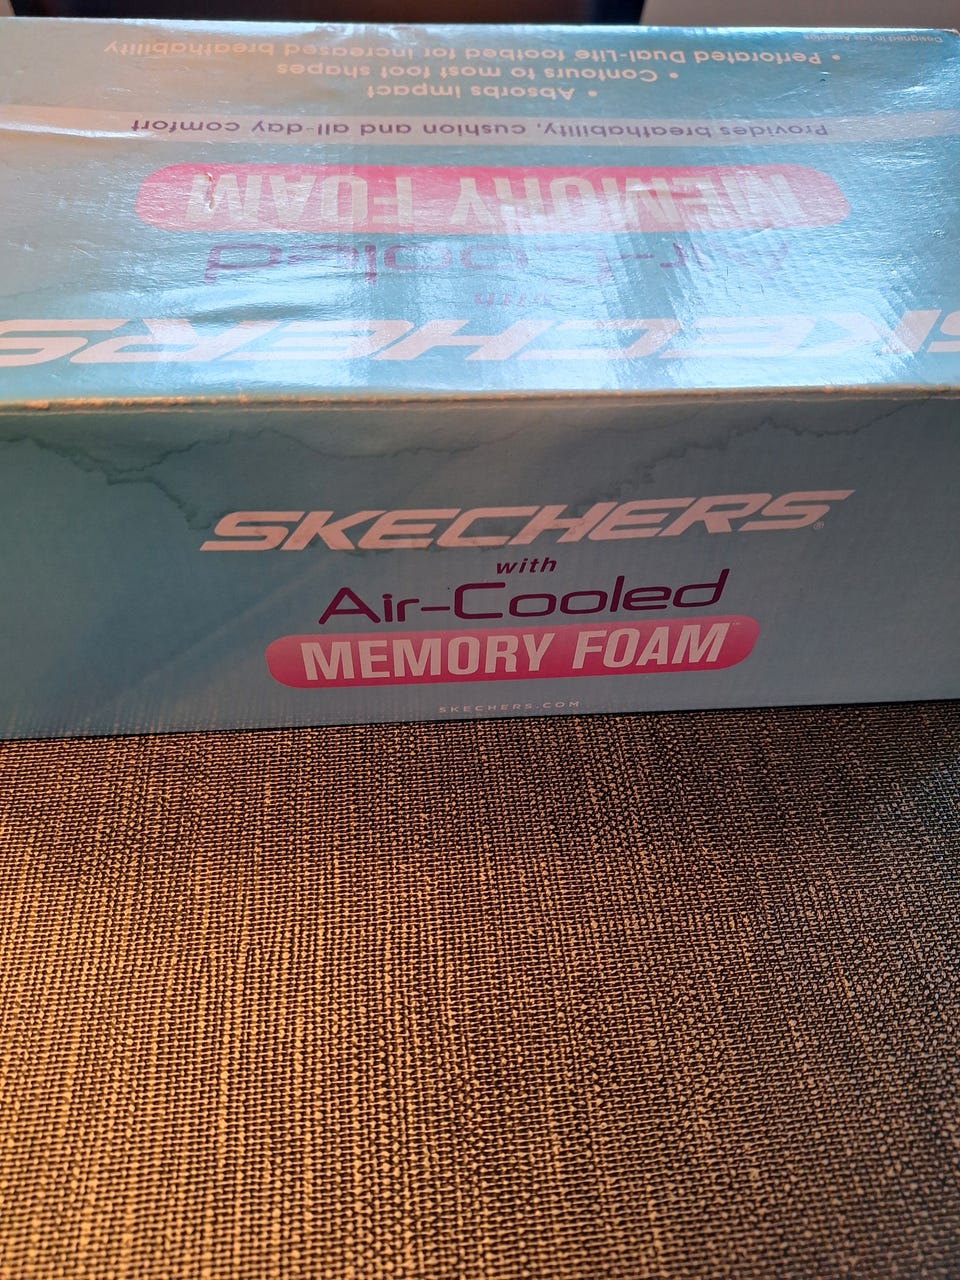 SKECHERS
with
Air-Cooled
MEMORY FOAM
Provides breathability, cushion and all-day comfort
• Absorbs impact
• Contours to most foot shapes
• Perforated Dual-Lite footbed for increased breathability
Designed in Los Angeles
SKECHERS®
with
Air-Cooled
MEMORY FOAM™
SKECHERS.COM